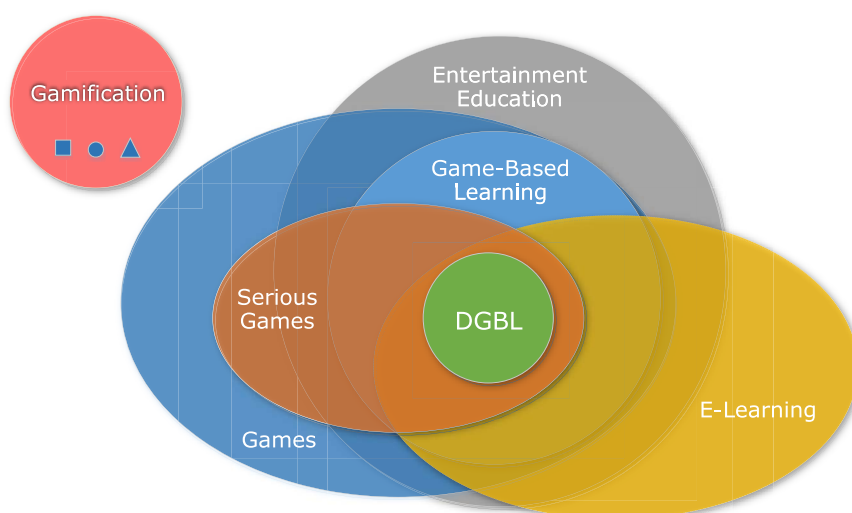 Gamification
Entertainment
Education
Game-Based
Learning
Serious
Games
DGBL
E-Learning
Games